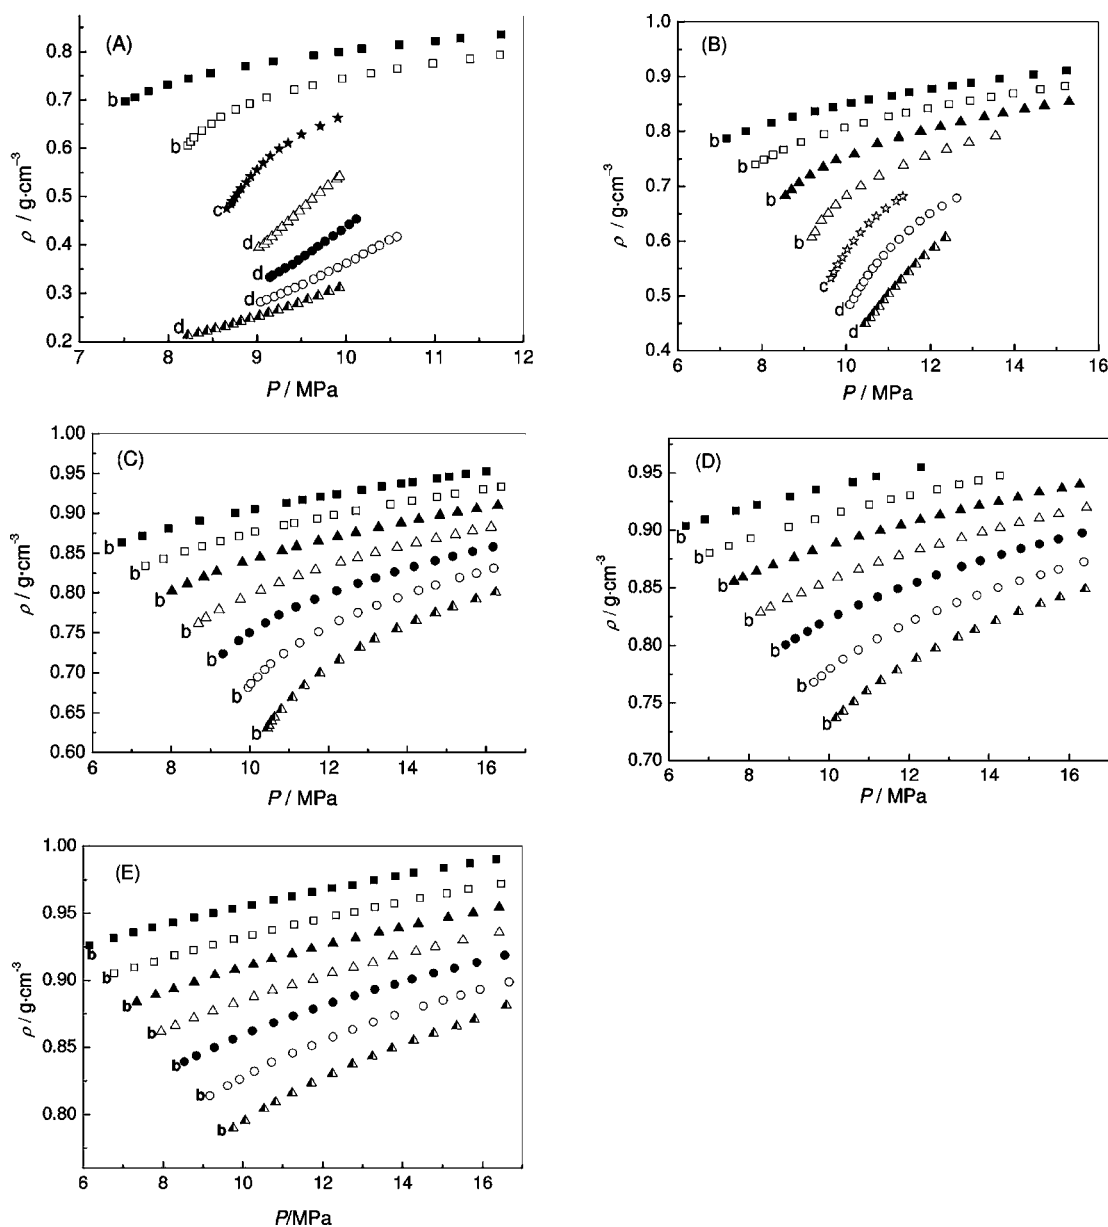 (A)
ρ / g·cm⁻³
0.8
0.7
0.6
0.5
0.4
0.3
0.2
b
b
c
d
d
d
d
7
8
9
10
11
12
P / MPa
(B)
ρ / g·cm⁻³
1.0
0.9
0.8
0.7
0.6
0.5
0.4
b
b
b
b
c
d
d
6
8
10
12
14
16
P / MPa
(C)
ρ / g·cm⁻³
1.00
0.95
0.90
0.85
0.80
0.75
0.70
0.65
0.60
b
b
b
b
b
b
b
6
8
10
12
14
16
P / MPa
(D)
ρ / g·cm⁻³
0.95
0.90
0.85
0.80
0.75
0.70
b
b
b
b
b
b
b
6
8
10
12
14
16
P / MPa
(E)
ρ / g·cm⁻³
1.00
0.95
0.90
0.85
0.80
b
b
b
b
b
b
b
6
8
10
12
14
16
P/MPa